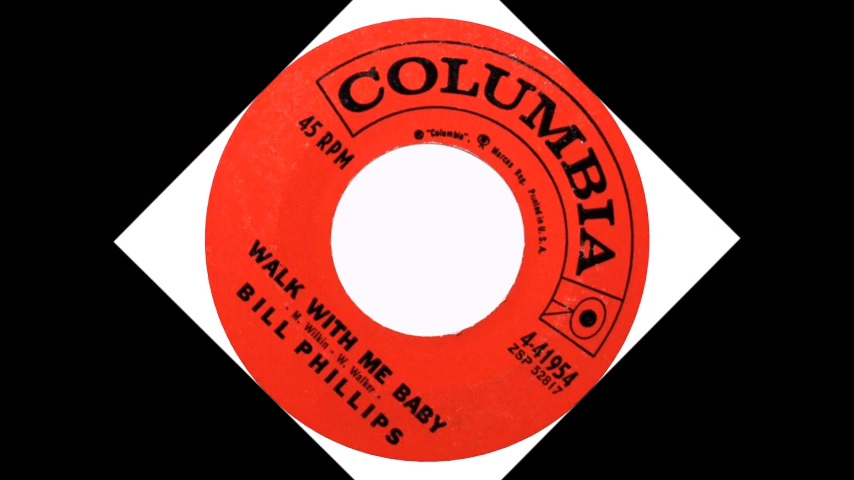 COLUMBIA
® "Columbia", Marcas Reg. Printed in U. S. A.
45 RPM
4-41954
ZSP 52817
WALK WITH ME BABY
- M. Wilkin - W. Walker -
BILL PHILLIPS